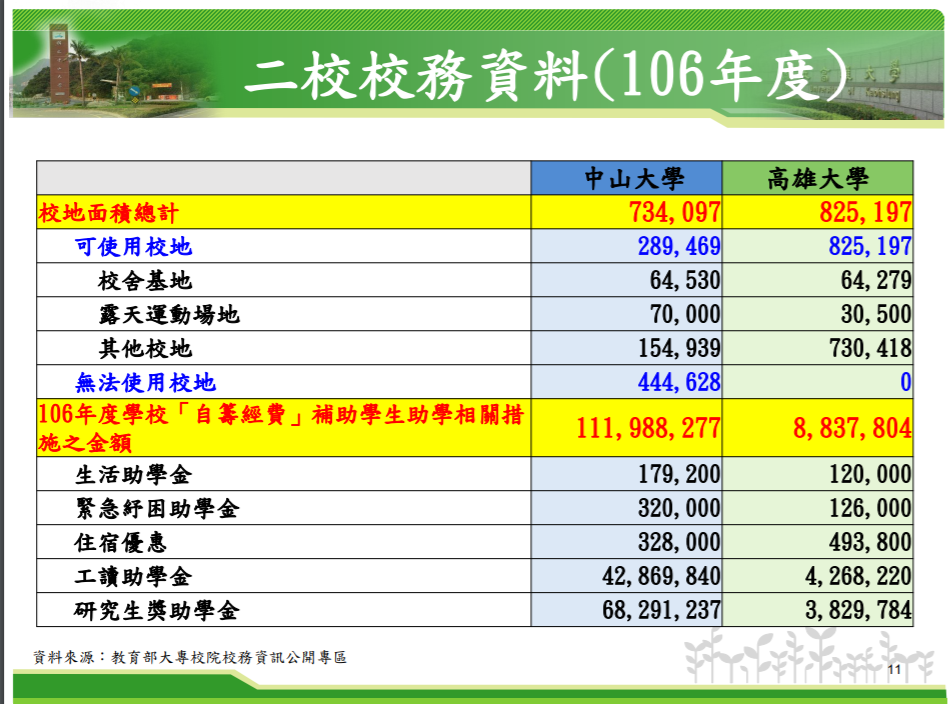 二校校務資料(106年度)
中山大學 高雄大學
校地面積總計 734,097 825,197
可使用校地 289,469 825,197
校舍基地 64,530 64,279
露天運動場地 70,000 30,500
其他校地 154,939 730,418
無法使用校地 444,628 0
106年度學校「自籌經費」補助學生助學相關措
施之金額 111,988,277 8,837,804
生活助學金 179,200 120,000
緊急紓困助學金 320,000 126,000
住宿優惠 328,000 493,800
工讀助學金 42,869,840 4,268,220
研究生獎助學金 68,291,237 3,829,784
資料來源：教育部大專校院校務資訊公開專區
11